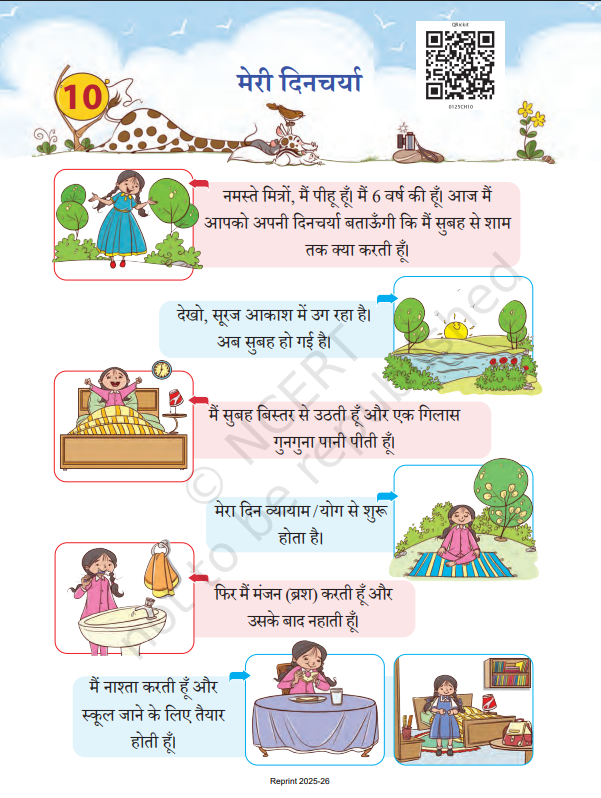 QRickit
0125CH10
10
मेरी दिनचर्या
नमस्ते मित्रों, मैं पीहू हूँ। मैं 6 वर्ष की हूँ। आज मैं
आपको अपनी दिनचर्या बताऊँगी कि मैं सुबह से शाम
तक क्या करती हूँ।
देखो, सूरज आकाश में उग रहा है।
अब सुबह हो गई है।
मैं सुबह बिस्तर से उठती हूँ और एक गिलास
गुनगुना पानी पीती हूँ।
मेरा दिन व्यायाम/योग से शुरू
होता है।
फिर मैं मंजन (ब्रश) करती हूँ और
उसके बाद नहाती हूँ।
मैं नाश्ता करती हूँ और
स्कूल जाने के लिए तैयार
होती हूँ।
© NCERT
not to be republished
Reprint 2025-26